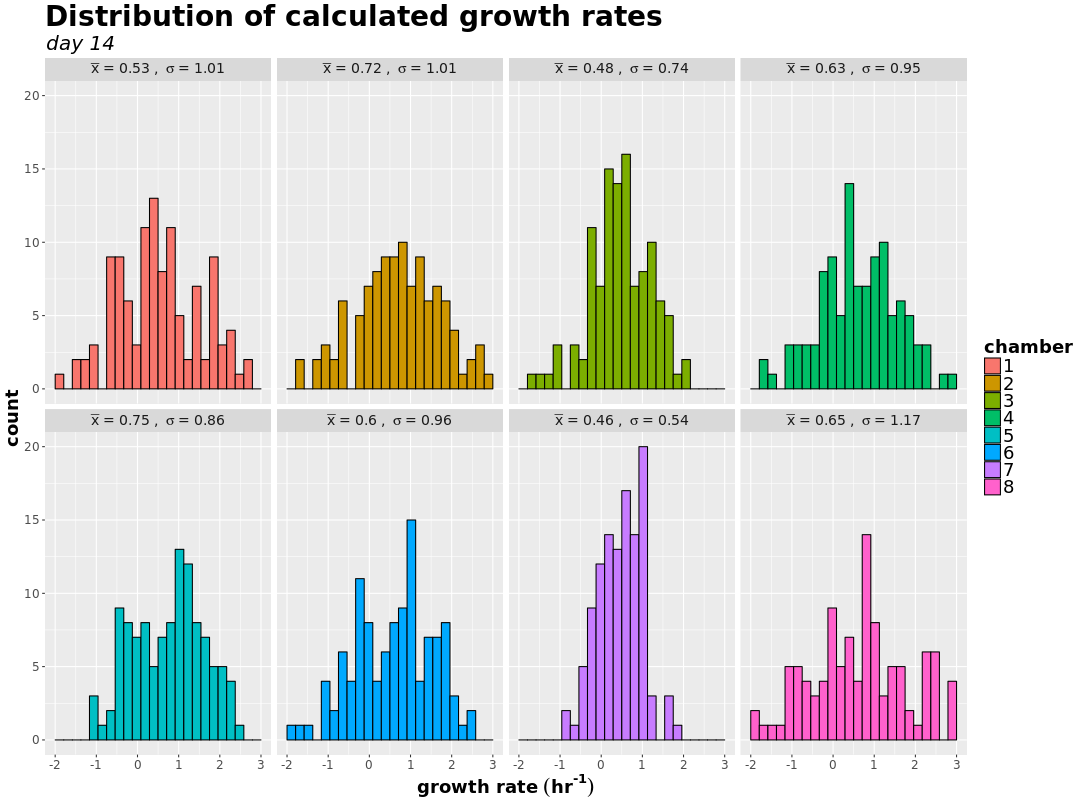 Distribution of calculated growth rates
day 14
x̅ = 0.53 , σ = 1.01
x̅ = 0.72 , σ = 1.01
x̅ = 0.48 , σ = 0.74
x̅ = 0.63 , σ = 0.95
20
15
10
5
0
x̅ = 0.75 , σ = 0.86
x̅ = 0.6 , σ = 0.96
x̅ = 0.46 , σ = 0.54
x̅ = 0.65 , σ = 1.17
20
15
10
5
0
-2 -1 0 1 2 3
-2 -1 0 1 2 3
-2 -1 0 1 2 3
-2 -1 0 1 2 3
count
growth rate (hr⁻¹)
chamber
1
2
3
4
5
6
7
8